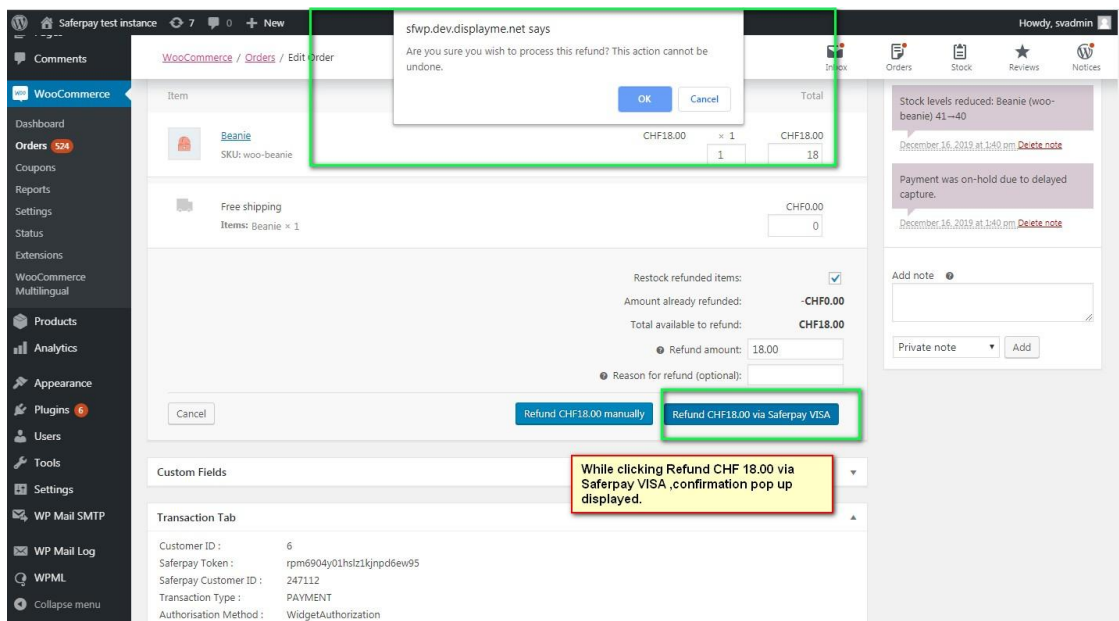 Saferpay test instance 7 0 + New
Howdy, svadmin
sfwp.dev.displayme.net says
Are you sure you wish to process this refund? This action cannot be
undone.
OK Cancel
Comments
WooCommerce
Dashboard
Orders 524
Coupons
Reports
Settings
Status
Extensions
WooCommerce
Multilingual
Products
Analytics
Appearance
Plugins 6
Users
Tools
Settings
WP Mail SMTP
WP Mail Log
WPML
Collapse menu
WooCommerce / Orders / Edit Order
Inbox Orders Stock Reviews Notices
Item Total
Beanie CHF18.00 × 1 CHF18.00
SKU: woo-beanie 1 18
Free shipping CHF0.00
Items: Beanie × 1 0
Restock refunded items:
Amount already refunded: -CHF0.00
Total available to refund: CHF18.00
Refund amount: 18.00
Reason for refund (optional):
Cancel Refund CHF18.00 manually Refund CHF18.00 via Saferpay VISA
While clicking Refund CHF 18.00 via
Saferpay VISA ,confirmation pop up
displayed.
Custom Fields
Transaction Tab
Customer ID : 6
Saferpay Token : rpm6904y01hslz1kjnpd6ew95
Saferpay Customer ID : 247112
Transaction Type : PAYMENT
Authorisation Method : WidgetAuthorization
Stock levels reduced: Beanie (woo-
beanie) 41→40
December 16, 2019 at 1:40 pm Delete note
Payment was on-hold due to delayed
capture.
December 16, 2019 at 1:40 pm Delete note
Add note
Private note Add